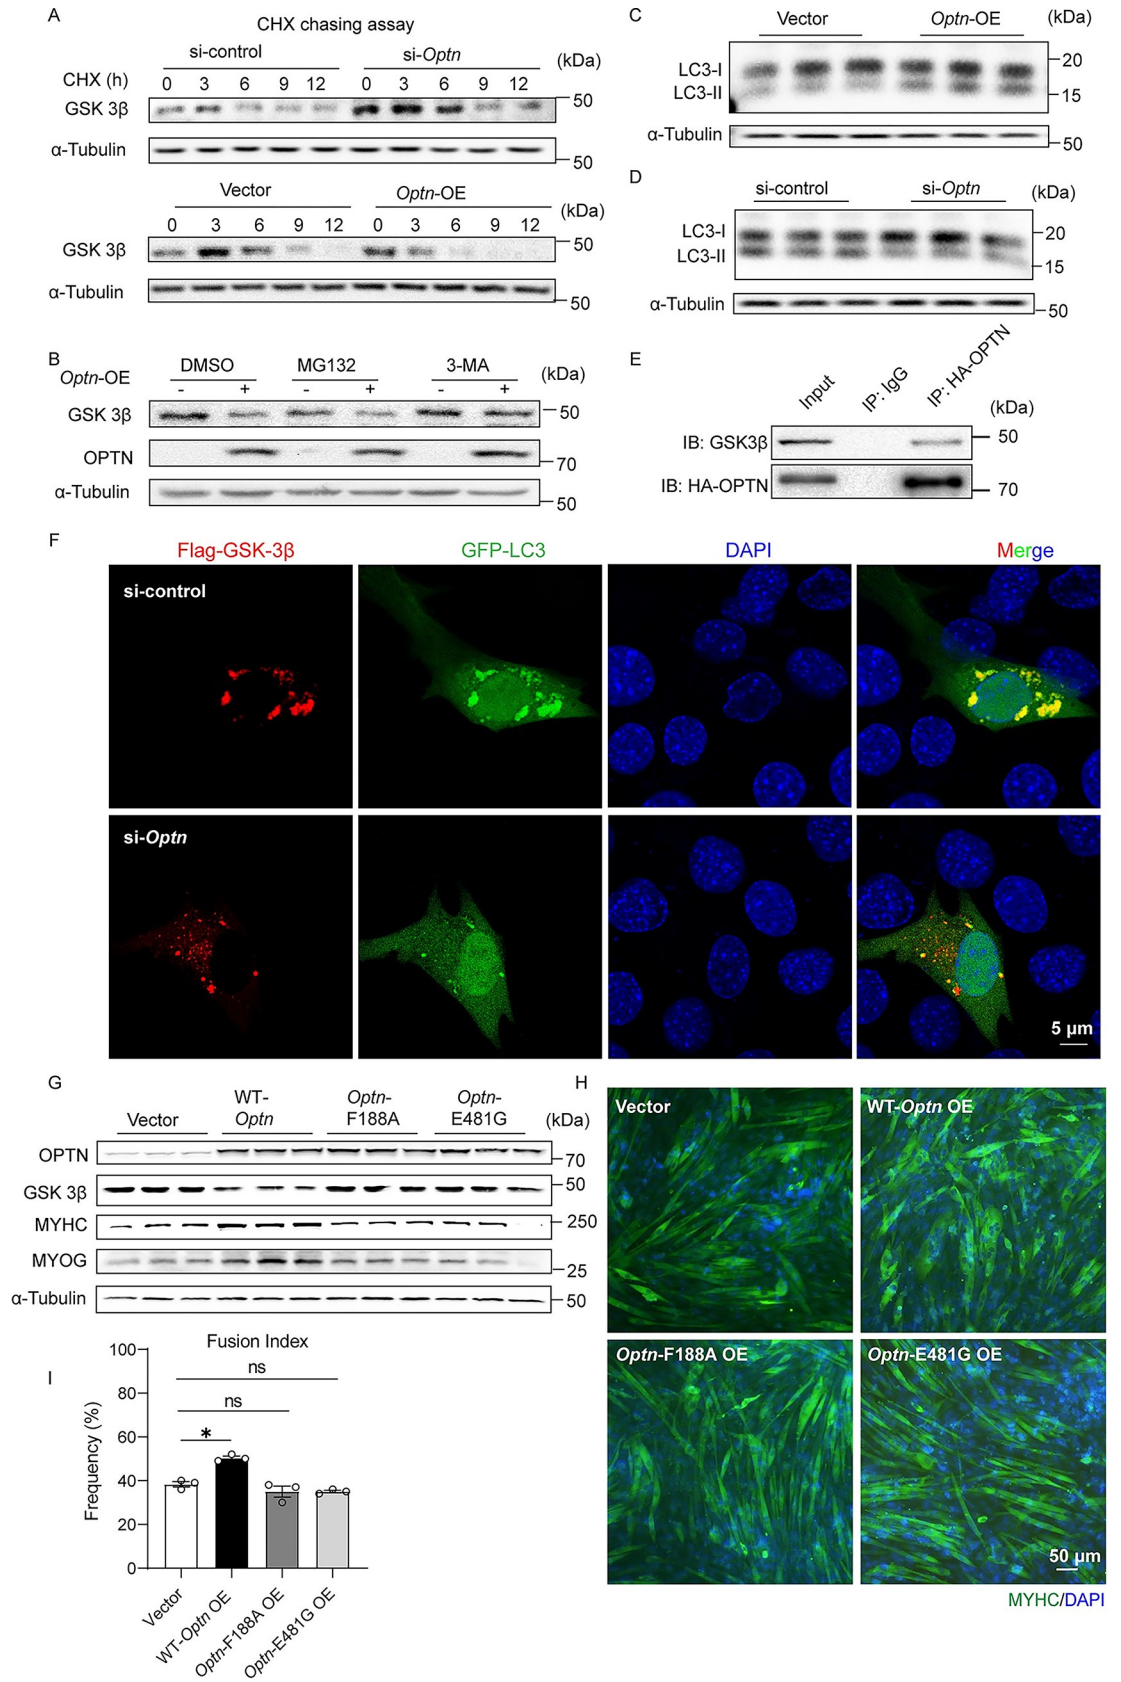 A
CHX chasing assay
si-control
si-Optn
(kDa)
CHX (h)
0 3 6 9 12 0 3 6 9 12
GSK 3β
50
α-Tubulin
50
Vector
Optn-OE
(kDa)
0 3 6 9 12 0 3 6 9 12
GSK 3β
50
α-Tubulin
50
B
DMSO MG132 3-MA
(kDa)
Optn-OE
- + - + - +
GSK 3β
50
OPTN
70
α-Tubulin
50
C
Vector
Optn-OE
(kDa)
LC3-I
20
LC3-II
15
α-Tubulin
50
D
si-control
si-Optn
(kDa)
LC3-I
20
LC3-II
15
α-Tubulin
50
E
Input
IP: IgG
IP: HA-OPTN
(kDa)
IB: GSK3β
50
IB: HA-OPTN
70
F
Flag-GSK-3β
GFP-LC3
DAPI
Merge
si-control
si-Optn
5 µm
G
Vector
WT-
Optn
Optn-
F188A
Optn-
E481G
(kDa)
OPTN
70
GSK 3β
50
MYHC
250
MYOG
25
α-Tubulin
50
H
Vector
WT-Optn OE
Optn-F188A OE
Optn-E481G OE
50 µm
MYHC/DAPI
I
Fusion Index
100
80
60
40
20
0
Frequency (%)
ns
ns
*
Vector
WT-Optn OE
Optn-F188A OE
Optn-E481G OE